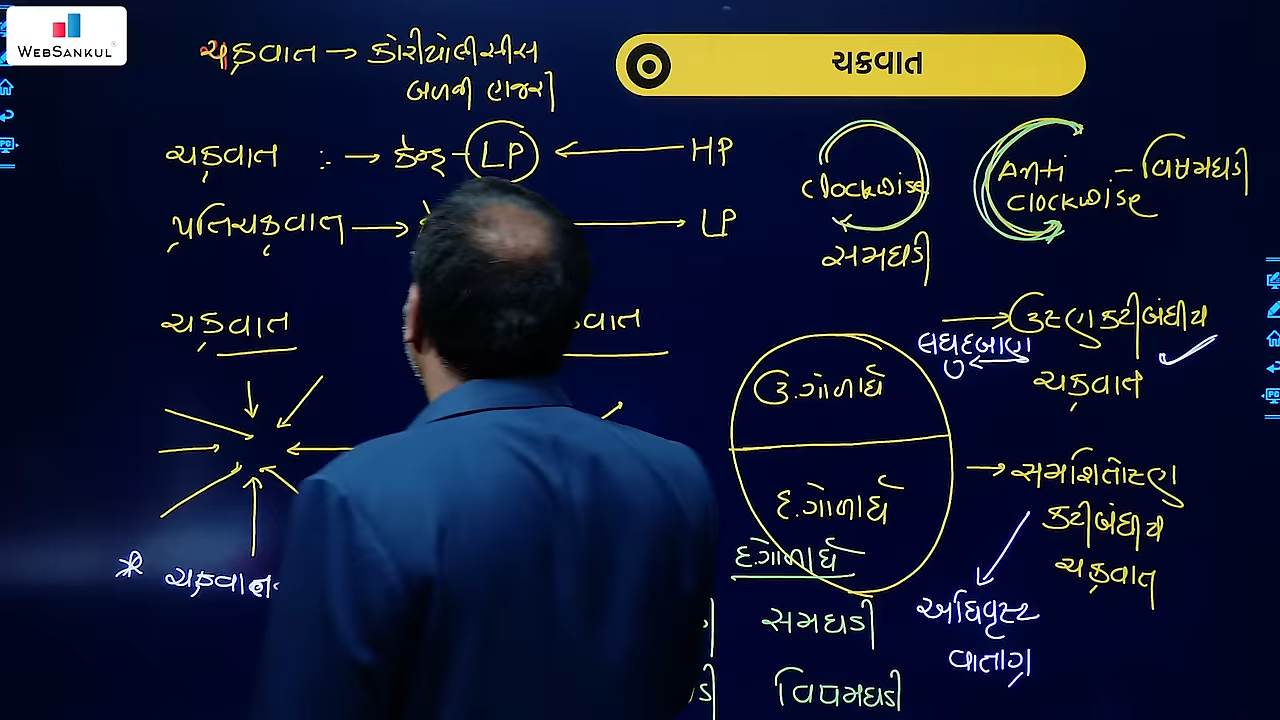 WEBSANKUL
ચક્રવાત
ચક્રવાત → કોરીયોલીસીસ
બળની હાજરી
ચક્રવાત :- → કેન્દ્ર - LP ← HP
પ્રતિચક્રવાત → → LP
clockwise
સમઘડી
Anti - વિષમઘડી
clockwise
ચક્રવાત
→ ઉષ્ણકટીબંધીય
ચક્રવાત
લઘુદબાણ ←
ઉ.ગોળાર્ધ
દ.ગોળાર્ધ
→ સમશિતોષ્ણ
કટીબંધીય
ચક્રવાત
અધિવૃષ્ટ
વાતાગ્ર
* ચક્રવાત
દ.ગોળાર્ધ
સમઘડી
વિષમઘડી